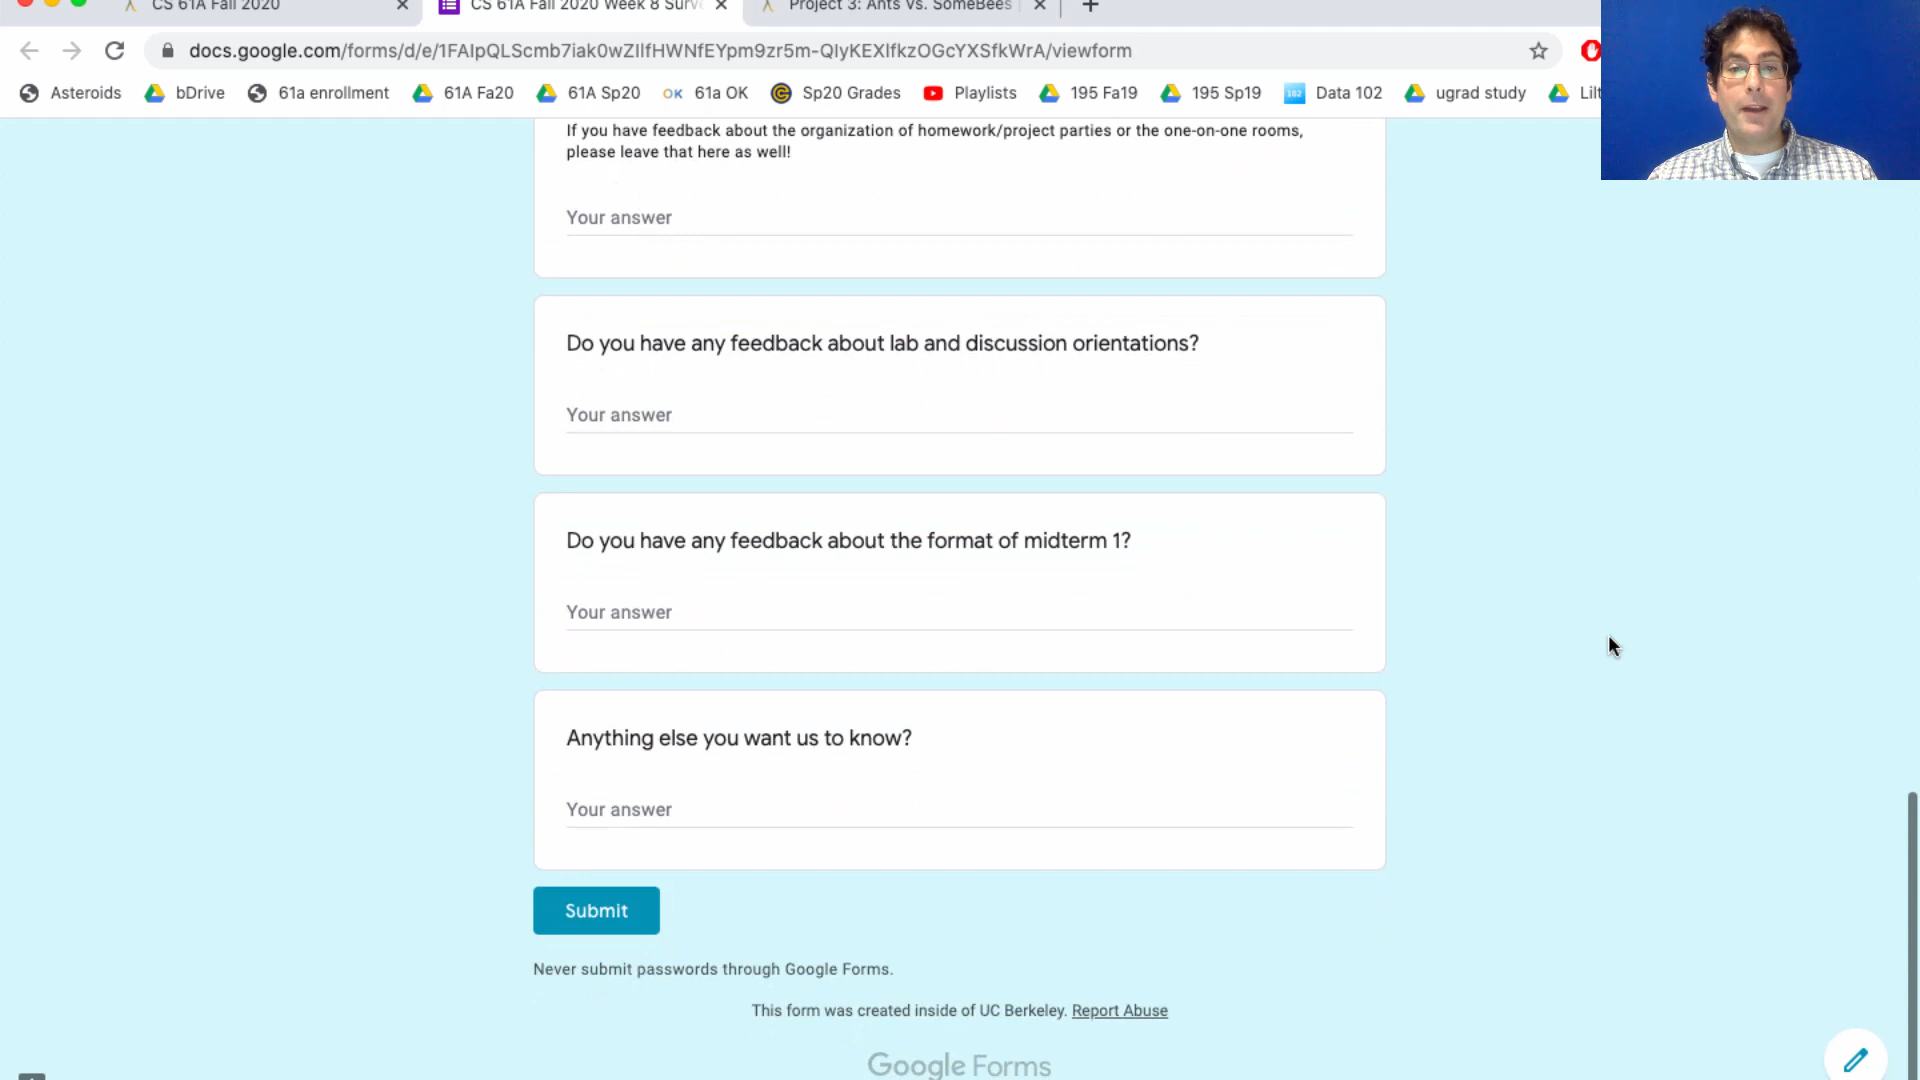 CS 61A Fall 2020
CS 61A Fall 2020 Week 8 Surv
Project 3: Ants Vs. SomeBees
docs.google.com/forms/d/e/1FAIpQLScmb7iak0wZIlfHWNfEYpm9zr5m-QlyKEXIfkzOGcYXSfkWrA/viewform
Asteroids
bDrive
61a enrollment
61A Fa20
61A Sp20
OK 61a OK
Sp20 Grades
Playlists
195 Fa19
195 Sp19
102 Data 102
ugrad study
Lilt
If you have feedback about the organization of homework/project parties or the one-on-one rooms,
please leave that here as well!
Your answer
Do you have any feedback about lab and discussion orientations?
Your answer
Do you have any feedback about the format of midterm 1?
Your answer
Anything else you want us to know?
Your answer
Submit
Never submit passwords through Google Forms.
This form was created inside of UC Berkeley. Report Abuse
Google Forms